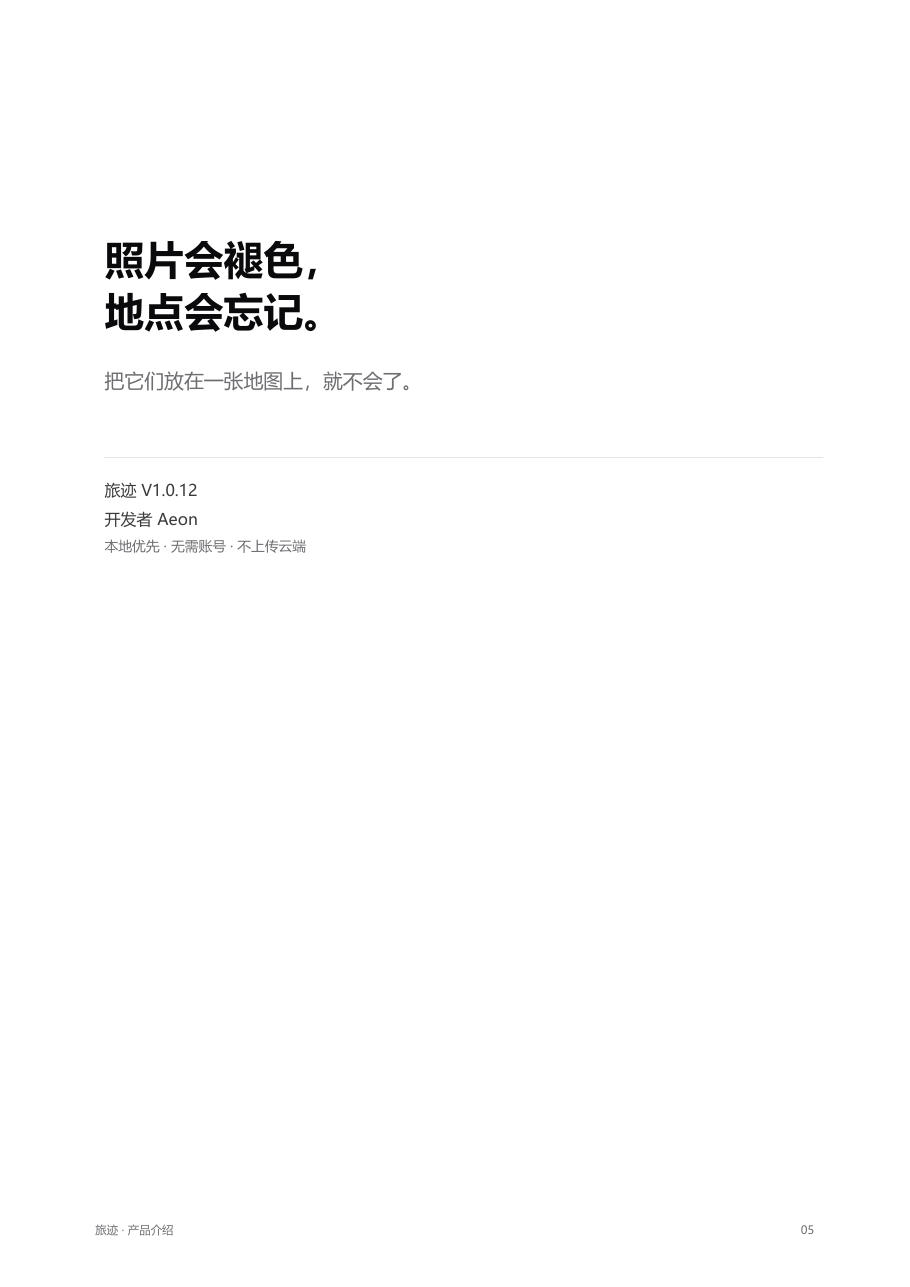 照片会褪色，
地点会忘记。
把它们放在一张地图上，就不会了。
旅迹 V1.0.12
开发者 Aeon
本地优先 · 无需账号 · 不上传云端
旅迹 · 产品介绍
05